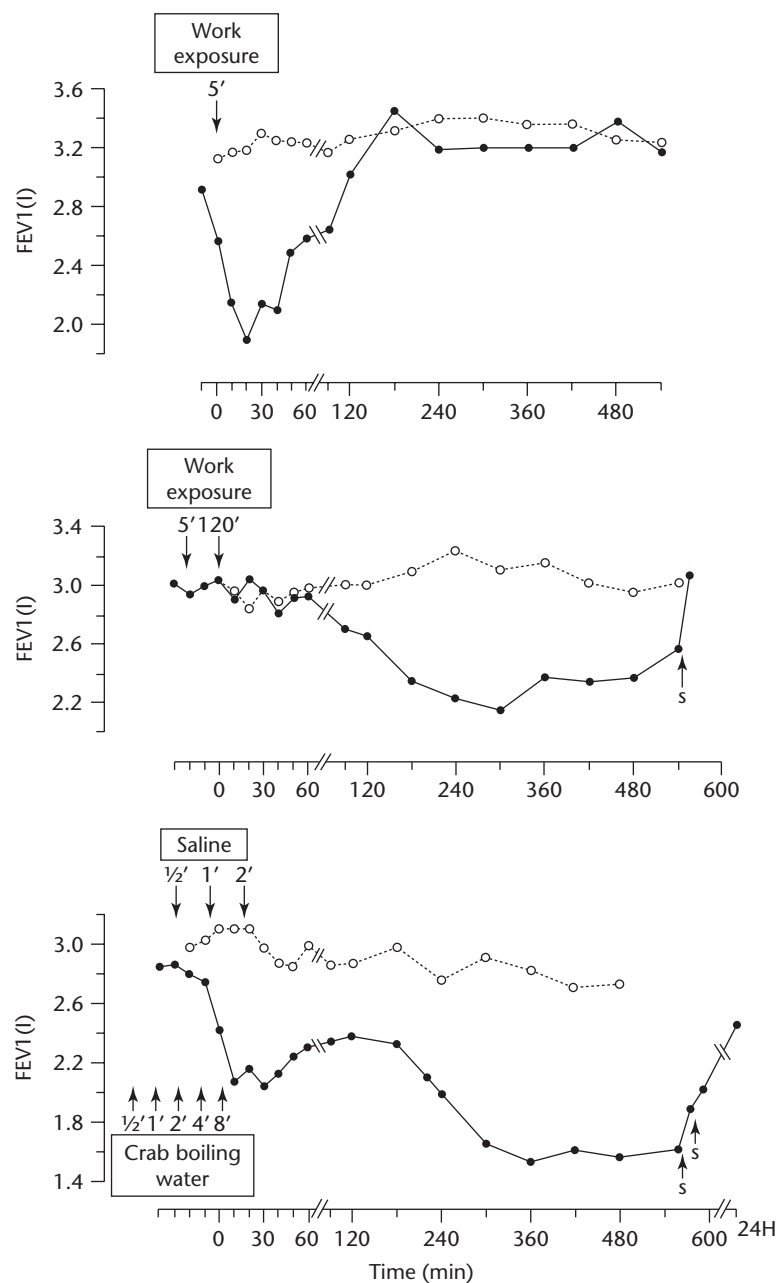 Work
exposure
5′
3.6
3.2
2.8
2.4
2.0
FEV1(l)
0 30 60 120 240 360 480
Work
exposure
5′ 120′
3.4
3.0
2.6
2.2
FEV1(l)
s
0 30 60 120 240 360 480 600
Saline
½′ 1′ 2′
3.0
2.6
2.2
1.8
1.4
FEV1(l)
½′ 1′ 2′ 4′ 8′
Crab boiling
water
s
s
0 30 60 120 240 360 480 600 24H
Time (min)